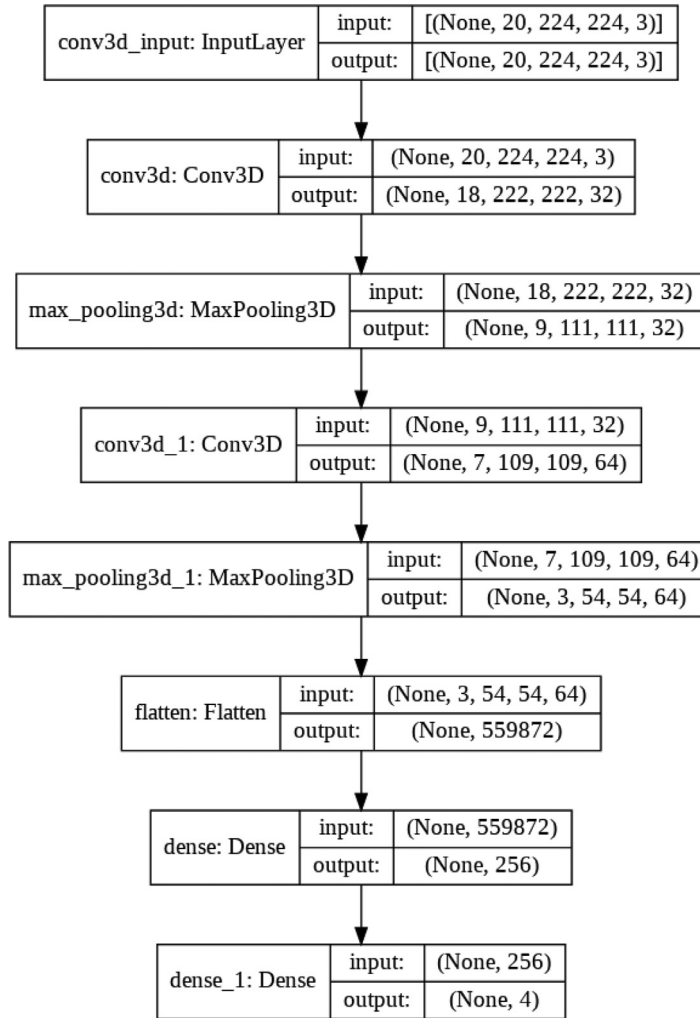 conv3d_input: InputLayer
input: [(None, 20, 224, 224, 3)]
output: [(None, 20, 224, 224, 3)]
conv3d: Conv3D
input: (None, 20, 224, 224, 3)
output: (None, 18, 222, 222, 32)
max_pooling3d: MaxPooling3D
input: (None, 18, 222, 222, 32)
output: (None, 9, 111, 111, 32)
conv3d_1: Conv3D
input: (None, 9, 111, 111, 32)
output: (None, 7, 109, 109, 64)
max_pooling3d_1: MaxPooling3D
input: (None, 7, 109, 109, 64)
output: (None, 3, 54, 54, 64)
flatten: Flatten
input: (None, 3, 54, 54, 64)
output: (None, 559872)
dense: Dense
input: (None, 559872)
output: (None, 256)
dense_1: Dense
input: (None, 256)
output: (None, 4)